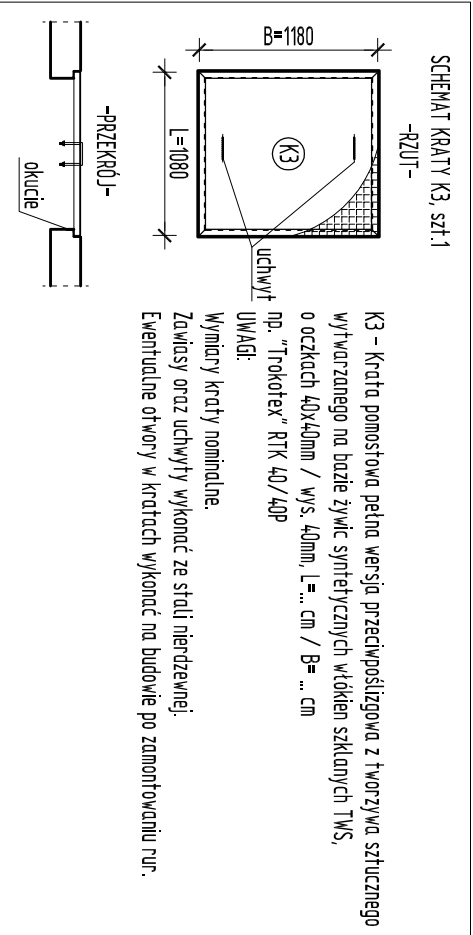 SCHEMAT KRATY K3, szt.1
-RZUT-
B=1180
K3
L=1080
uchwyt
-PRZEKRÓJ-
okucie
K3 - Krata pomostowa pełna wersja przeciwpoślizgowa z tworzywa sztucznego
wytwarzanego na bazie żywic syntetycznych włókien szklanych TWS,
o oczkach 40x40mm / wys. 40mm, L=... cm / B= ... cm
np. "Trokotex" RTK 40/40P
UWAGI:
Wymiary kraty nominalne.
Zawiasy oraz uchwyty wykonać ze stali nierdzewnej.
Ewentualne otwory w kratach wykonać na budowie po zamontowaniu rur.